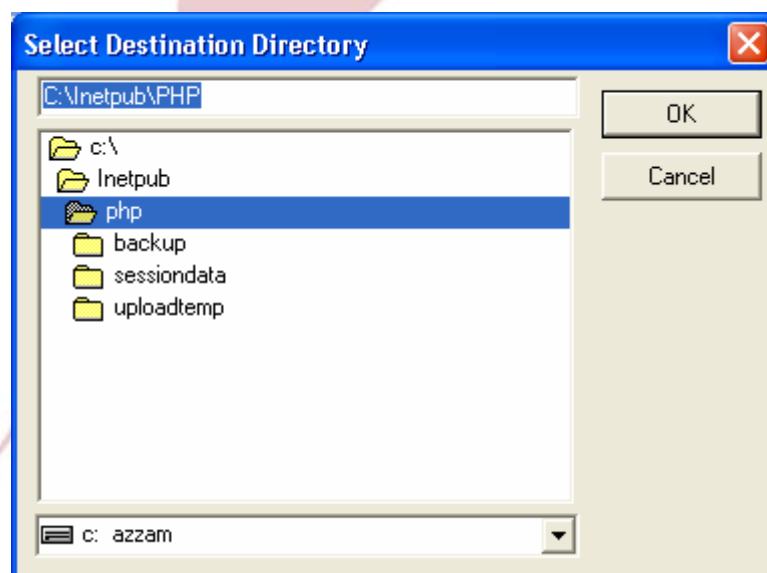 Select Destination Directory
C:\Inetpub\PHP
OK
c:\
Inetpub
Cancel
php
backup
sessiondata
uploadtemp
c: azzam